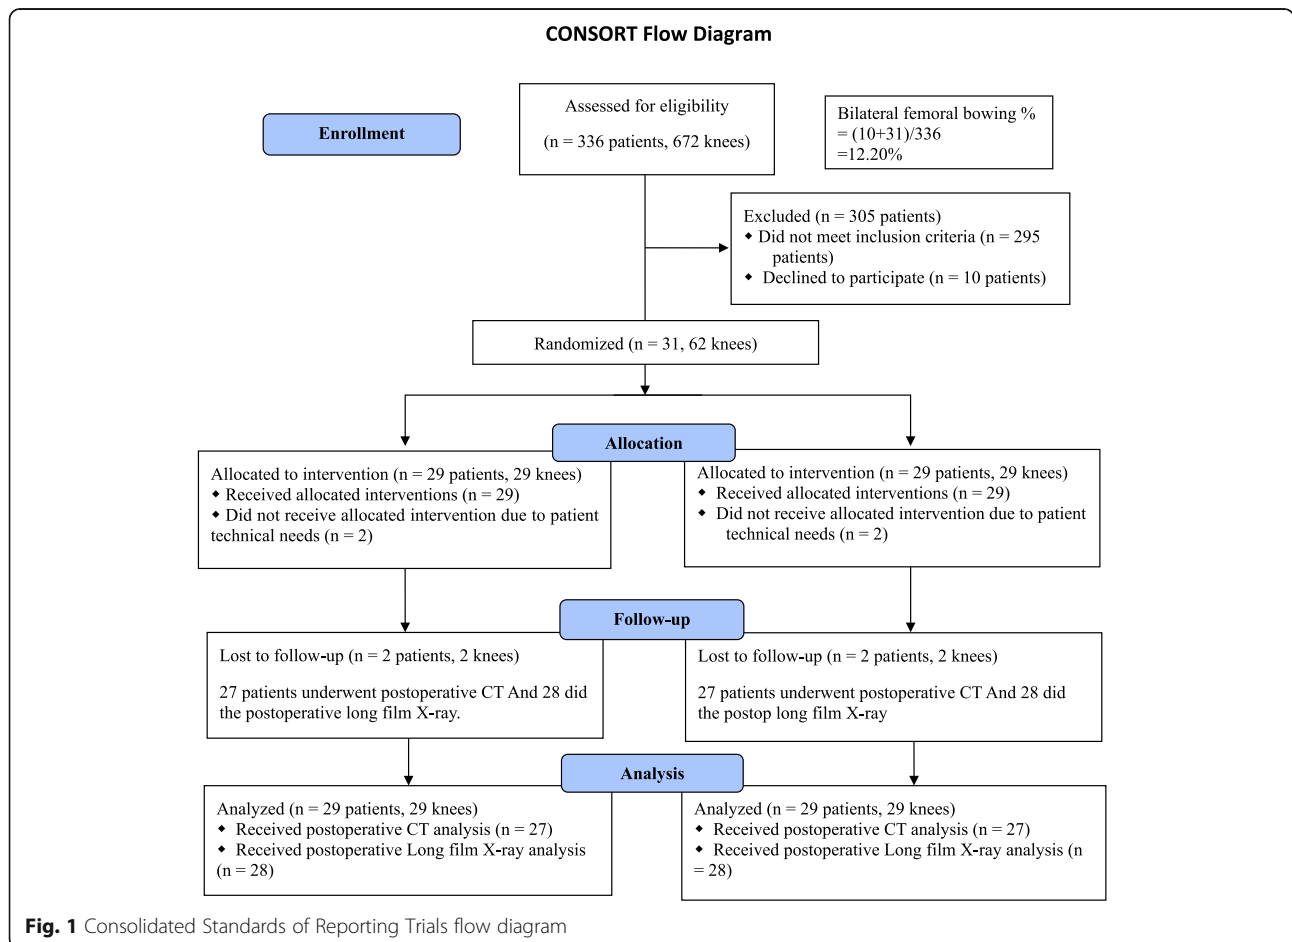 CONSORT Flow Diagram
Assessed for eligibility
(n = 336 patients, 672 knees)
Enrollment
Bilateral femoral bowing %
= (10+31)/336
=12.20%
Excluded (n = 305 patients)
◆ Did not meet inclusion criteria (n = 295
patients)
◆ Declined to participate (n = 10 patients)
Randomized (n = 31, 62 knees)
Allocation
Allocated to intervention (n = 29 patients, 29 knees)
◆ Received allocated interventions (n = 29)
◆ Did not receive allocated intervention due to patient
technical needs (n = 2)
Allocated to intervention (n = 29 patients, 29 knees)
◆ Received allocated interventions (n = 29)
◆ Did not receive allocated intervention due to patient
technical needs (n = 2)
Follow-up
Lost to follow-up (n = 2 patients, 2 knees)
27 patients underwent postoperative CT And 28 did
the postoperative long film X-ray.
Lost to follow-up (n = 2 patients, 2 knees)
27 patients underwent postoperative CT And 28 did
the postop long film X-ray
Analysis
Analyzed (n = 29 patients, 29 knees)
◆ Received postoperative CT analysis (n = 27)
◆ Received postoperative Long film X-ray analysis
(n = 28)
Analyzed (n = 29 patients, 29 knees)
◆ Received postoperative CT analysis (n = 27)
◆ Received postoperative Long film X-ray analysis (n
= 28)
Fig. 1 Consolidated Standards of Reporting Trials flow diagram